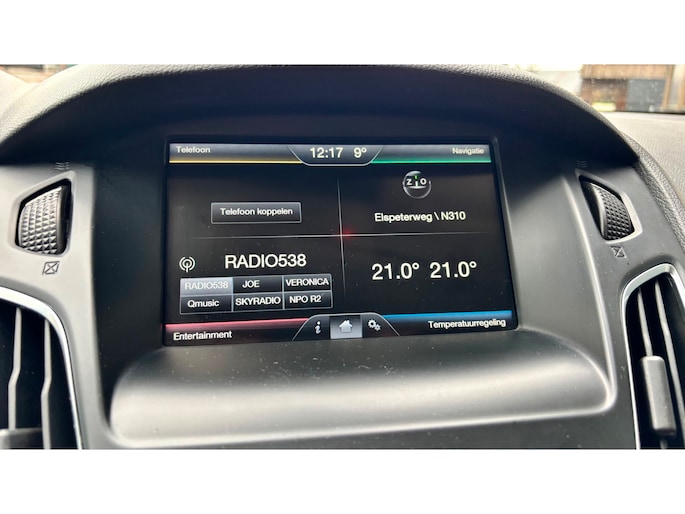 Telefoon
12:17 9°
Navigatie
Telefoon koppelen
Elspeterweg \ N310
RADIO538
21.0° 21.0°
RADIO538 JOE VERONICA
Qmusic SKYRADIO NPO R2
Entertainment
i
Temperatuurregeling